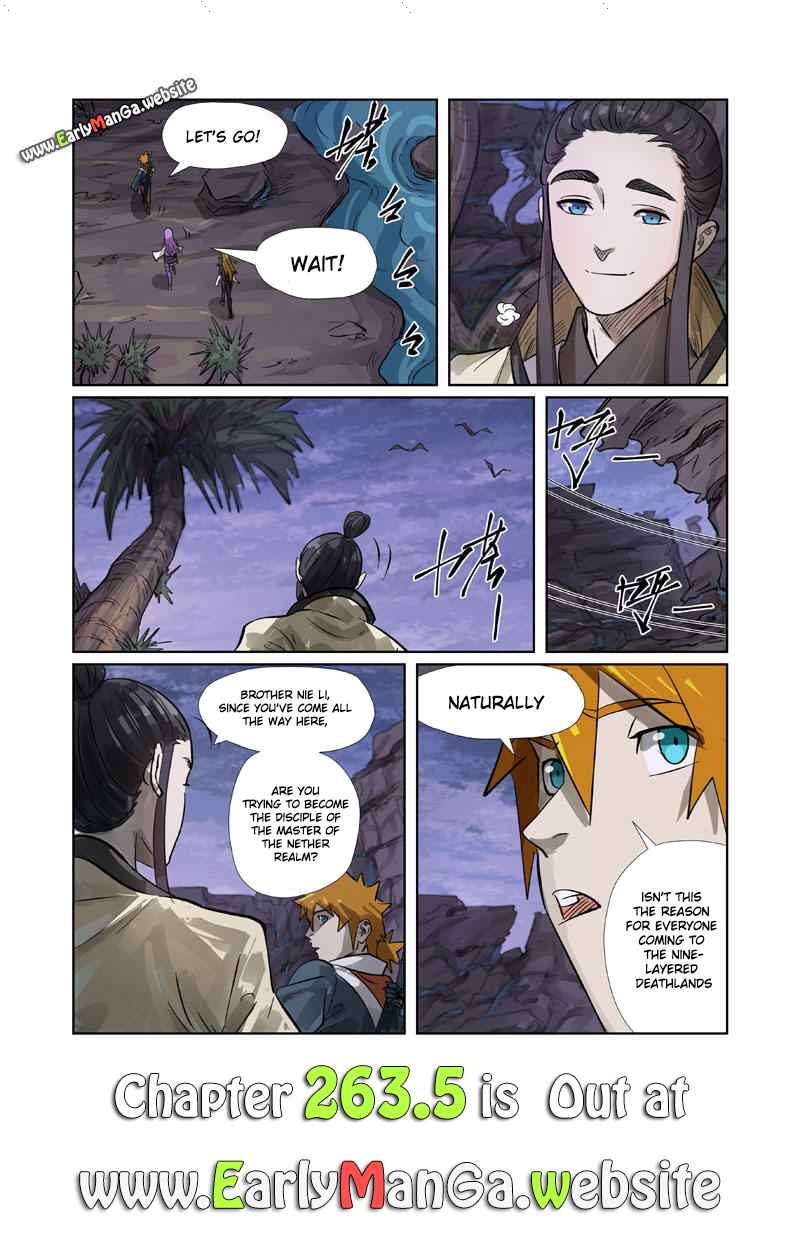 www.EarlyManGa.website
LET'S GO!
WAIT!
BROTHER NIE LI,
SINCE YOU'VE COME ALL
THE WAY HERE,
ARE YOU
TRYING TO BECOME
THE DISCIPLE OF
THE MASTER OF
THE NETHER
REALM?
NATURALLY
ISN'T THIS
THE REASON
FOR EVERYONE
COMING TO
THE NINE-
LAYERED
DEATHLANDS
Chapter 263.5 is Out at
www.EarlyManGa.website